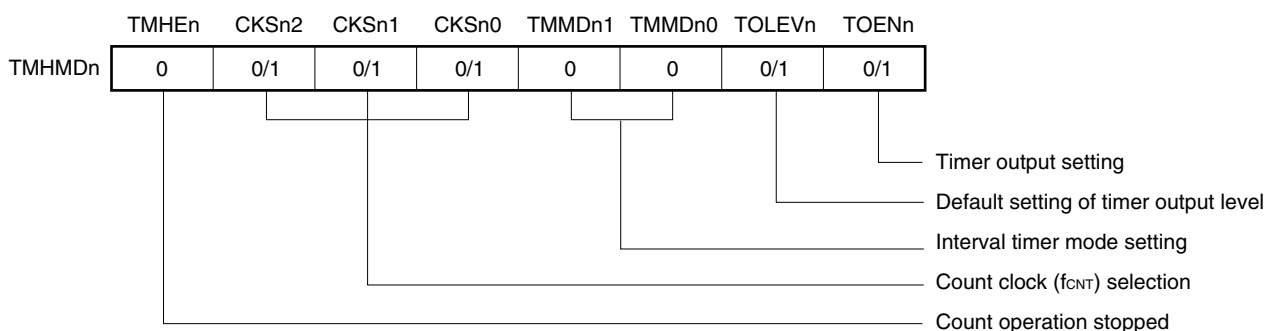 TMHEn CKSn2 CKSn1 CKSn0 TMMDn1 TMMDn0 TOLEVn TOENn
TMHMDn 0 0/1 0/1 0/1 0 0 0/1 0/1
Timer output setting
Default setting of timer output level
Interval timer mode setting
Count clock (fCNT) selection
Count operation stopped